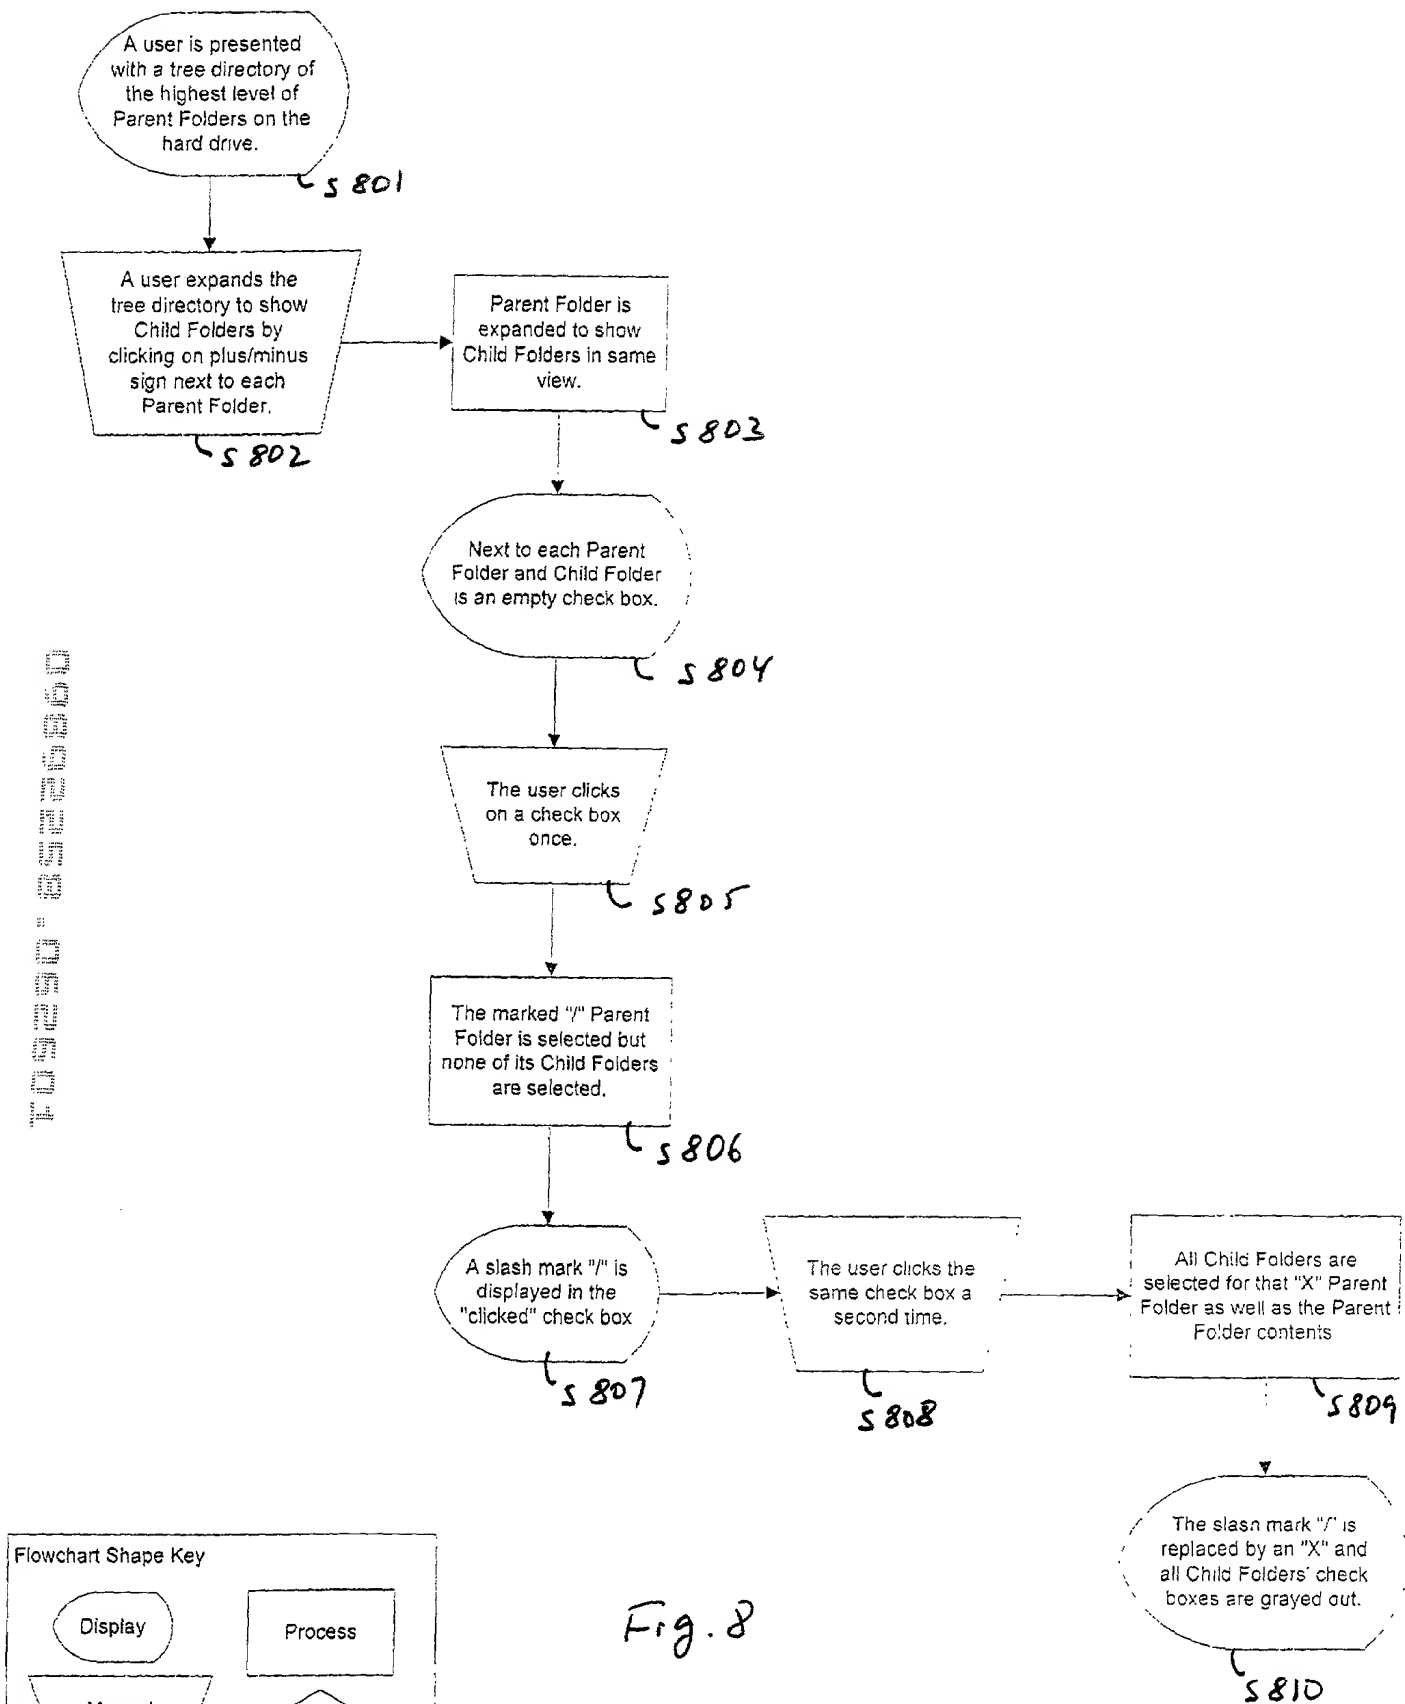 A user is presented
with a tree directory of
the highest level of
Parent Folders on the
hard drive.
S 801
A user expands the
tree directory to show
Child Folders by
clicking on plus/minus
sign next to each
Parent Folder.
S 802
Parent Folder is
expanded to show
Child Folders in same
view.
S 803
Next to each Parent
Folder and Child Folder
is an empty check box.
S 804
The user clicks
on a check box
once.
S805
The marked "/" Parent
Folder is selected but
none of its Child Folders
are selected.
S806
A slash mark "/" is
displayed in the
"clicked" check box
S 807
The user clicks the
same check box a
second time.
S 808
All Child Folders are
selected for that "X" Parent
Folder as well as the Parent
Folder contents
S809
The slash mark "/" is
replaced by an "X" and
all Child Folders' check
boxes are grayed out.
S810
09892258.052601
Flowchart Shape Key
Display
Process
Fig. 8